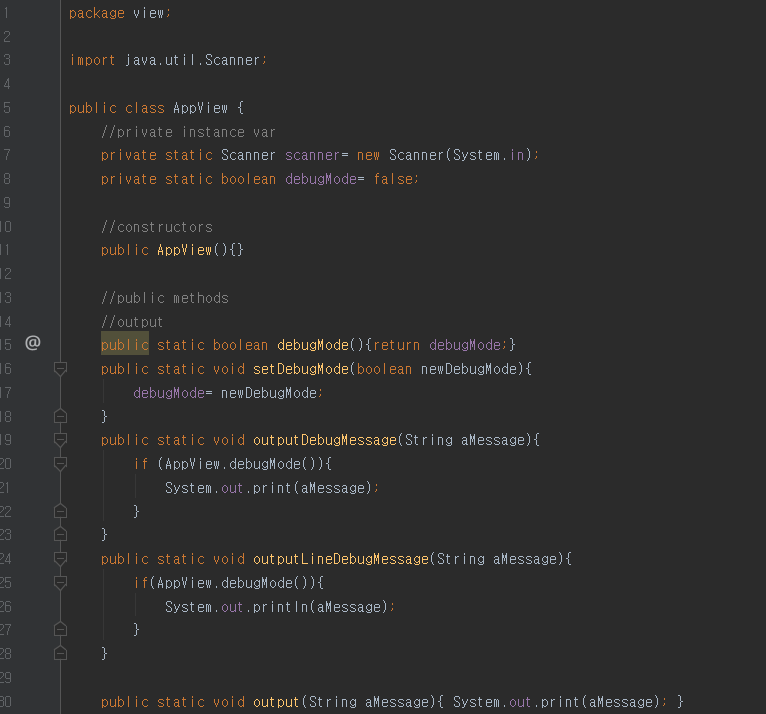 1 package view;
2
3 import java.util.Scanner;
4
5 public class AppView {
6 //private instance var
7 private static Scanner scanner= new Scanner(System.in);
8 private static boolean debugMode= false;
9
10 //constructors
11 public AppView(){}
12
13 //public methods
14 //output
15 @ public static boolean debugMode(){return debugMode;}
16 public static void setDebugMode(boolean newDebugMode){
17 debugMode= newDebugMode;
18 }
19 public static void outputDebugMessage(String aMessage){
20 if (AppView.debugMode()){
21 System.out.print(aMessage);
22 }
23 }
24 public static void outputLineDebugMessage(String aMessage){
25 if(AppView.debugMode()){
26 System.out.println(aMessage);
27 }
28 }
29
30 public static void output(String aMessage){ System.out.print(aMessage); }